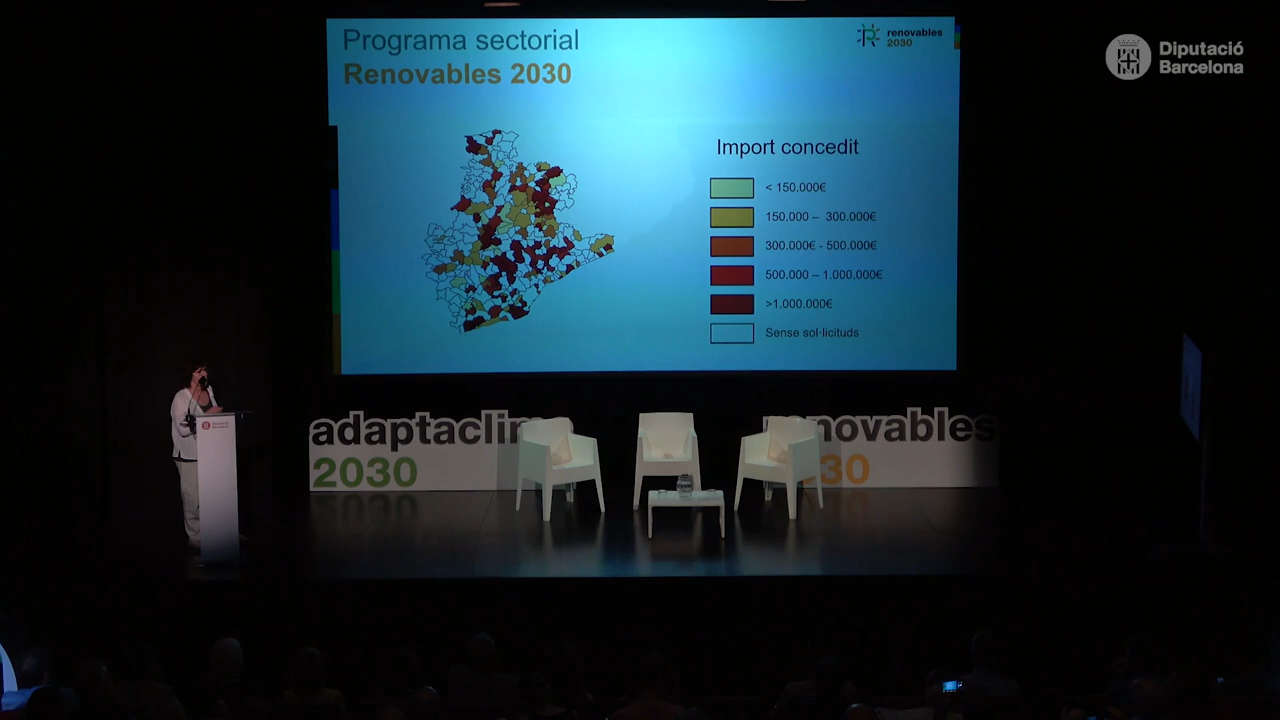 Programa sectorial
Renovables 2030
renovables
2030
Diputació
Barcelona
Import concedit
< 150.000€
150.000 – 300.000€
300.000€ - 500.000€
500.000 – 1.000.000€
>1.000.000€
Sense sol·licituds
adaptaclim
2030
renovables
30